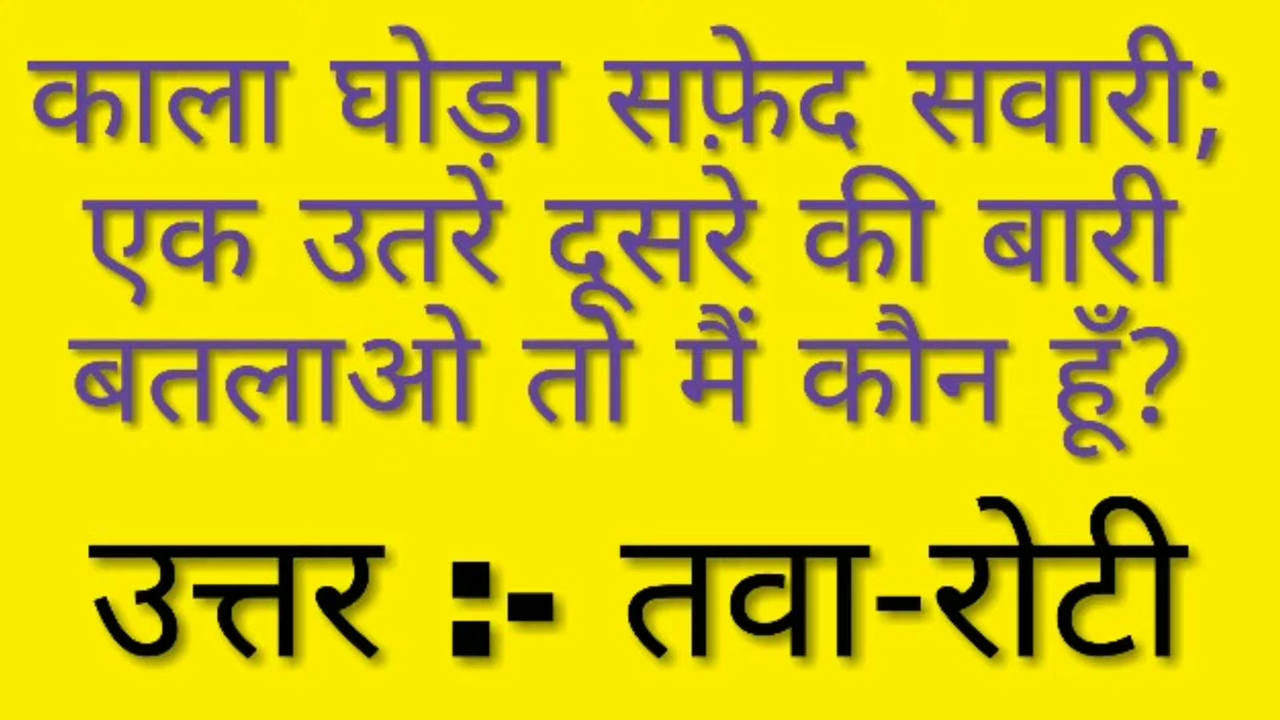 काला घोड़ा सफ़ेद सवारी;
एक उतरें दूसरें की बारी
बतलाओ तो मैं कौन हूँ?
उत्तर :- तवा-रोटी